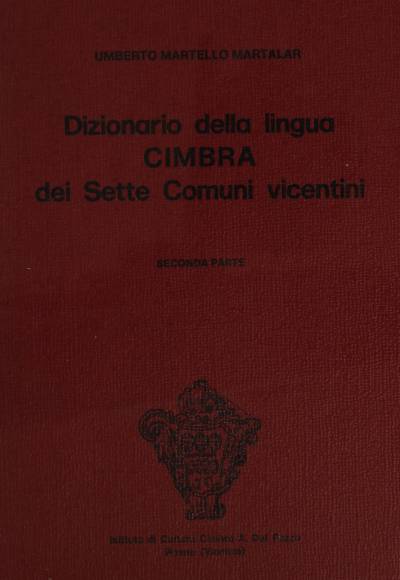 UMBERTO MARTELLO MARTALAR
Dizionario della lingua
CIMBRA
dei Sette Comuni vicentini
SECONDA PARTE
Istituto di Cultura Cimbra A. Dal Pozzo
(Vicenza)